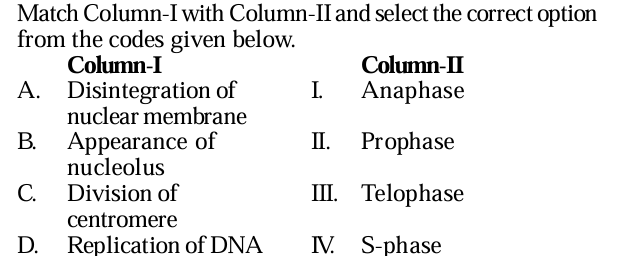 Match Column-I with Column-II and select the correct option
from the codes given below.
Column-I Column-II
A. Disintegration of I. Anaphase
nuclear membrane
B. Appearance of II. Prophase
nucleolus
C. Division of III. Telophase
centromere
D. Replication of DNA IV. S-phase